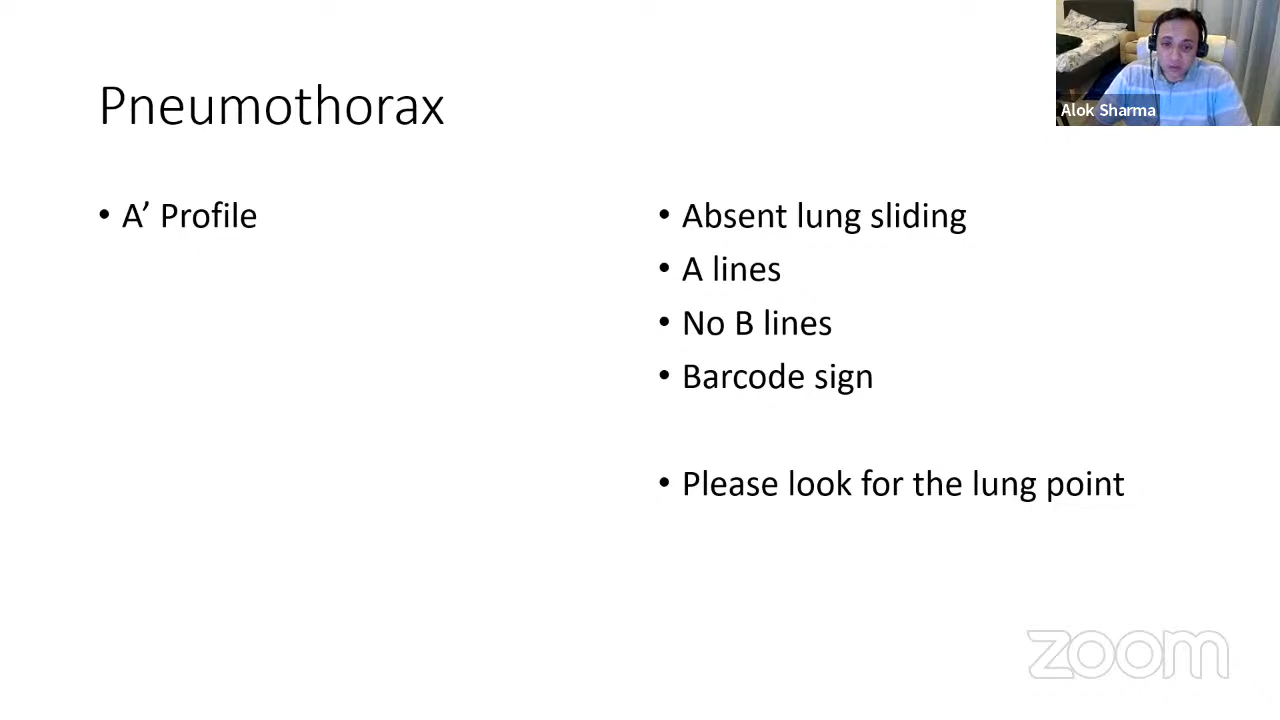 Pneumothorax
Alok Sharma
• A’ Profile
• Absent lung sliding
• A lines
• No B lines
• Barcode sign
• Please look for the lung point
zoom